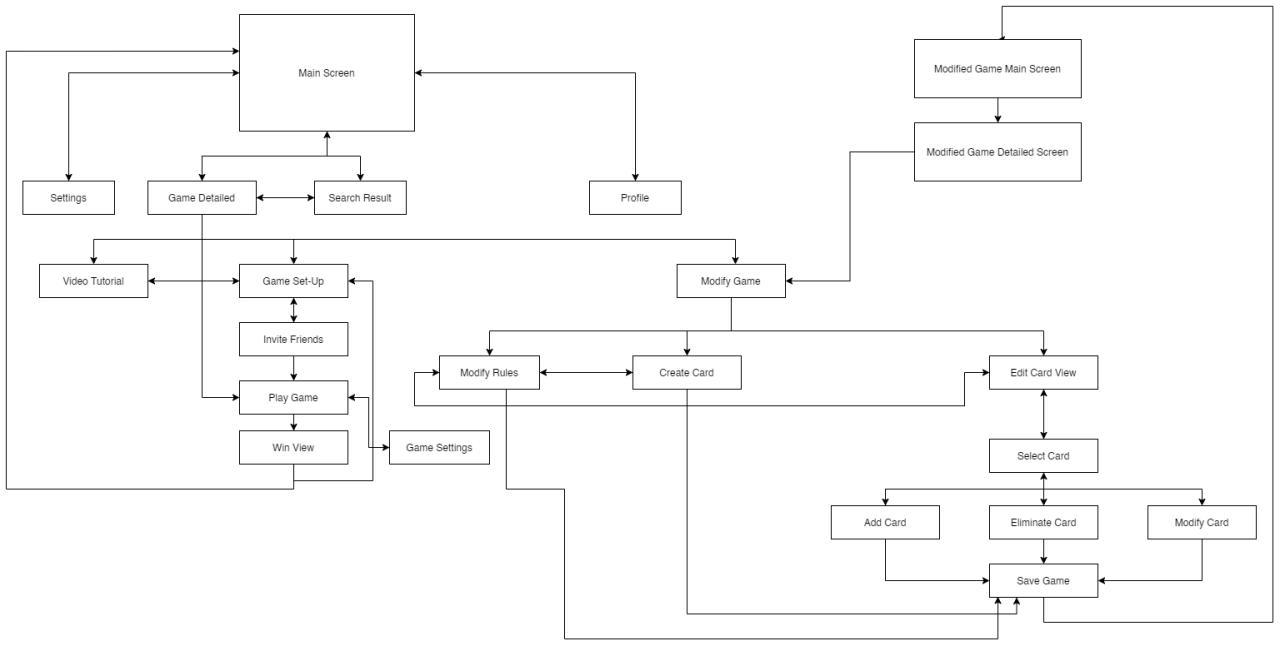 Main Screen
Modified Game Main Screen
Modified Game Detailed Screen
Settings
Game Detailed
Search Result
Profile
Video Tutorial
Game Set-Up
Modify Game
Invite Friends
Modify Rules
Create Card
Edit Card View
Play Game
Win View
Game Settings
Select Card
Add Card
Eliminate Card
Modify Card
Save Game